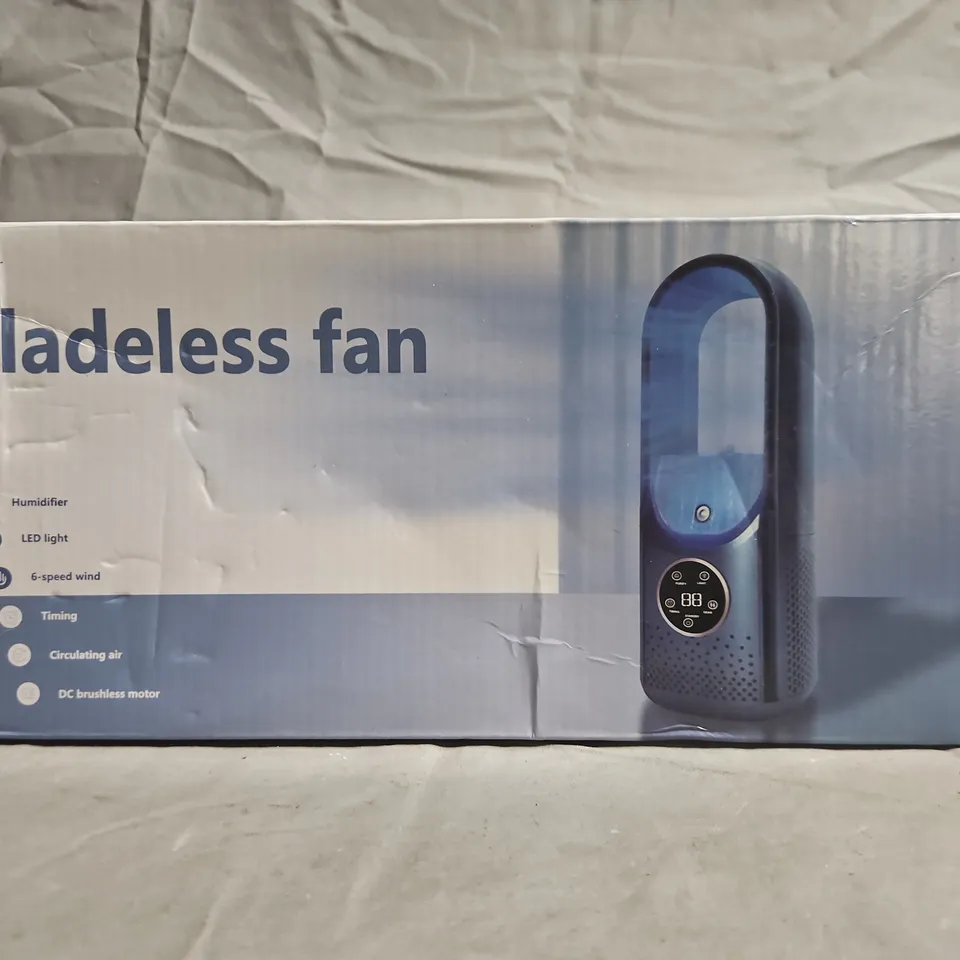 ladeless fan
Humidifier
LED light
6-speed wind
Timing
Circulating air
DC brushless motor
88